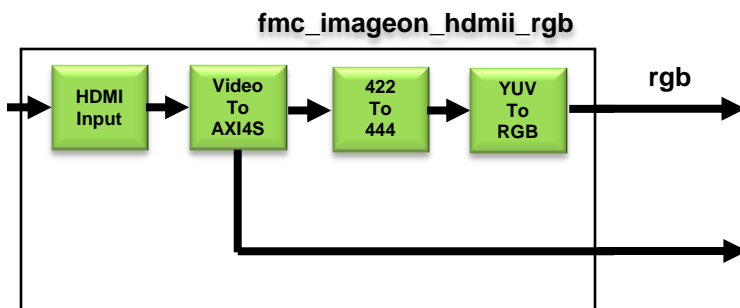 fmc_imageon_hdmii_rgb
HDMI
Input
Video
To
AXI4S
422
To
444
YUV
To
RGB
rgb